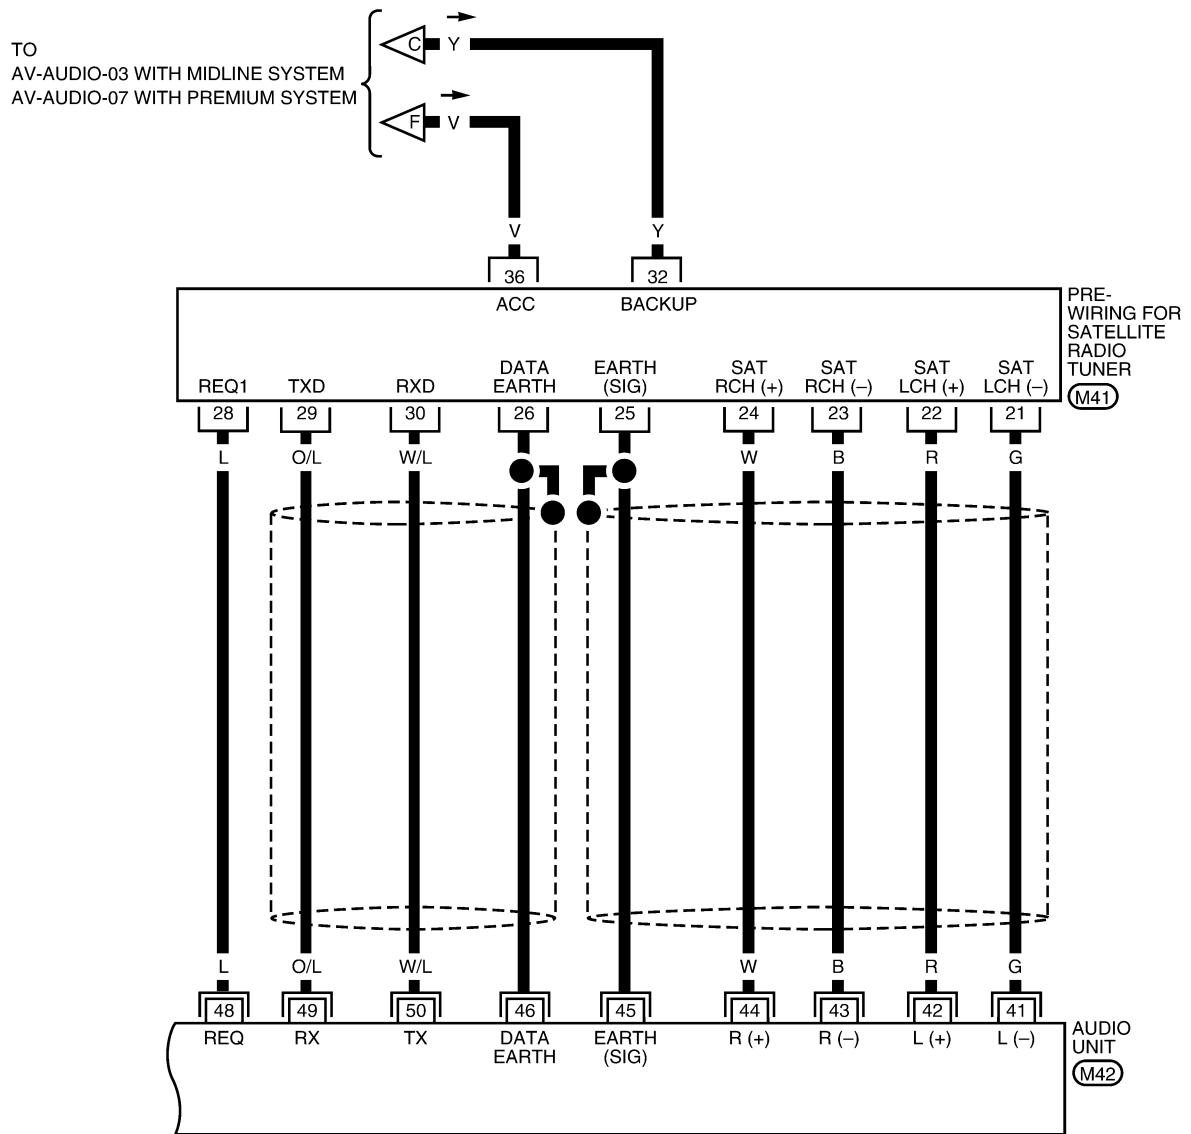 C Y
TO
AV-AUDIO-03 WITH MIDLINE SYSTEM
AV-AUDIO-07 WITH PREMIUM SYSTEM
F V
V Y
36 32
ACC BACKUP
PRE-
WIRING FOR
SATELLITE
RADIO
TUNER
M41
REQ1 TXD RXD DATA EARTH EARTH (SIG) SAT RCH (+) SAT RCH (–) SAT LCH (+) SAT LCH (–)
28 29 30 26 25 24 23 22 21
L O/L W/L W B R G
L O/L W/L W B R G
48 49 50 46 45 44 43 42 41
REQ RX TX DATA EARTH EARTH (SIG) R (+) R (–) L (+) L (–)
AUDIO
UNIT
M42